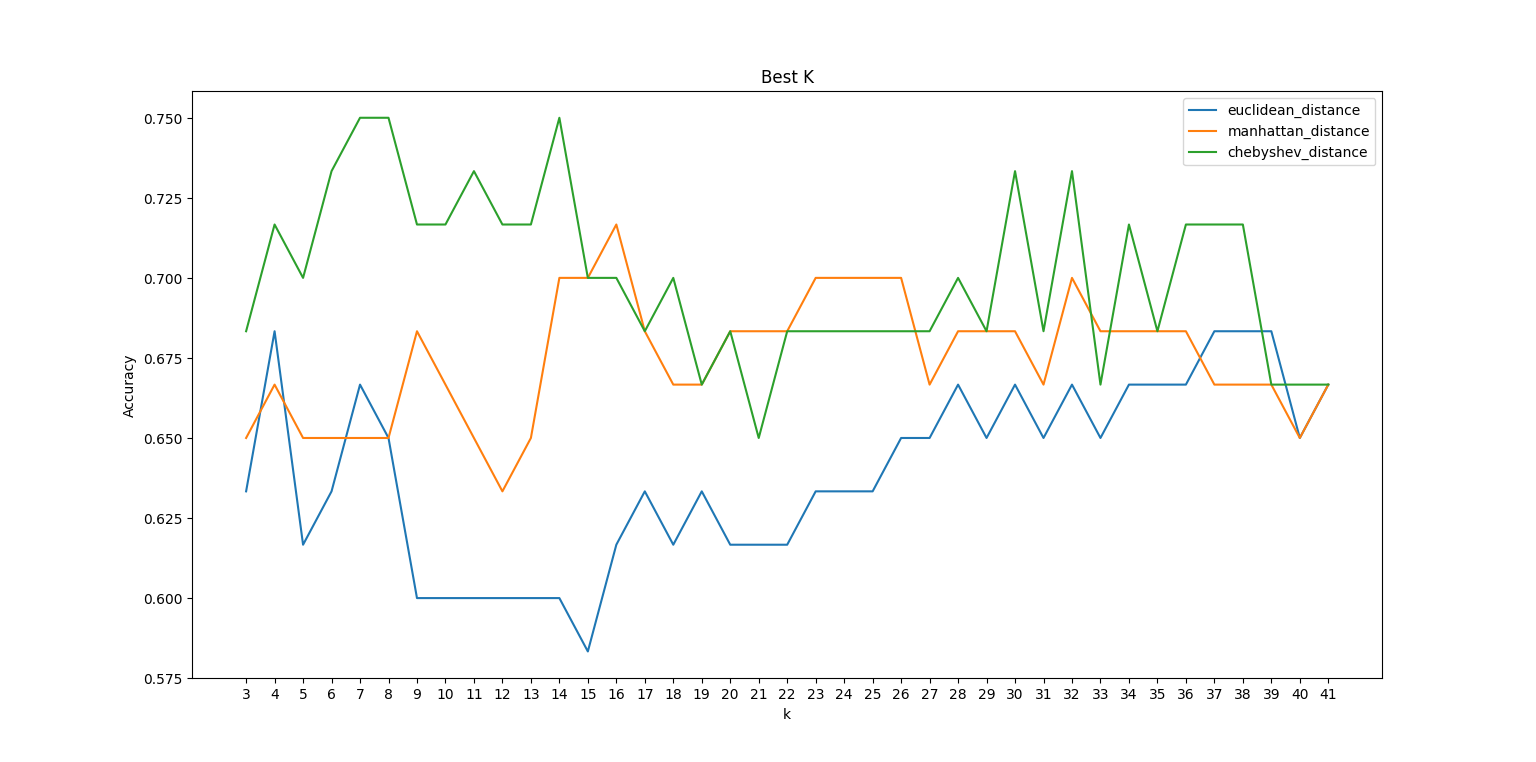 Best K
euclidean_distance
manhattan_distance
chebyshev_distance
0.750
0.725
0.700
0.675
0.650
0.625
0.600
0.575
Accuracy
3 4 5 6 7 8 9 10 11 12 13 14 15 16 17 18 19 20 21 22 23 24 25 26 27 28 29 30 31 32 33 34 35 36 37 38 39 40 41
k